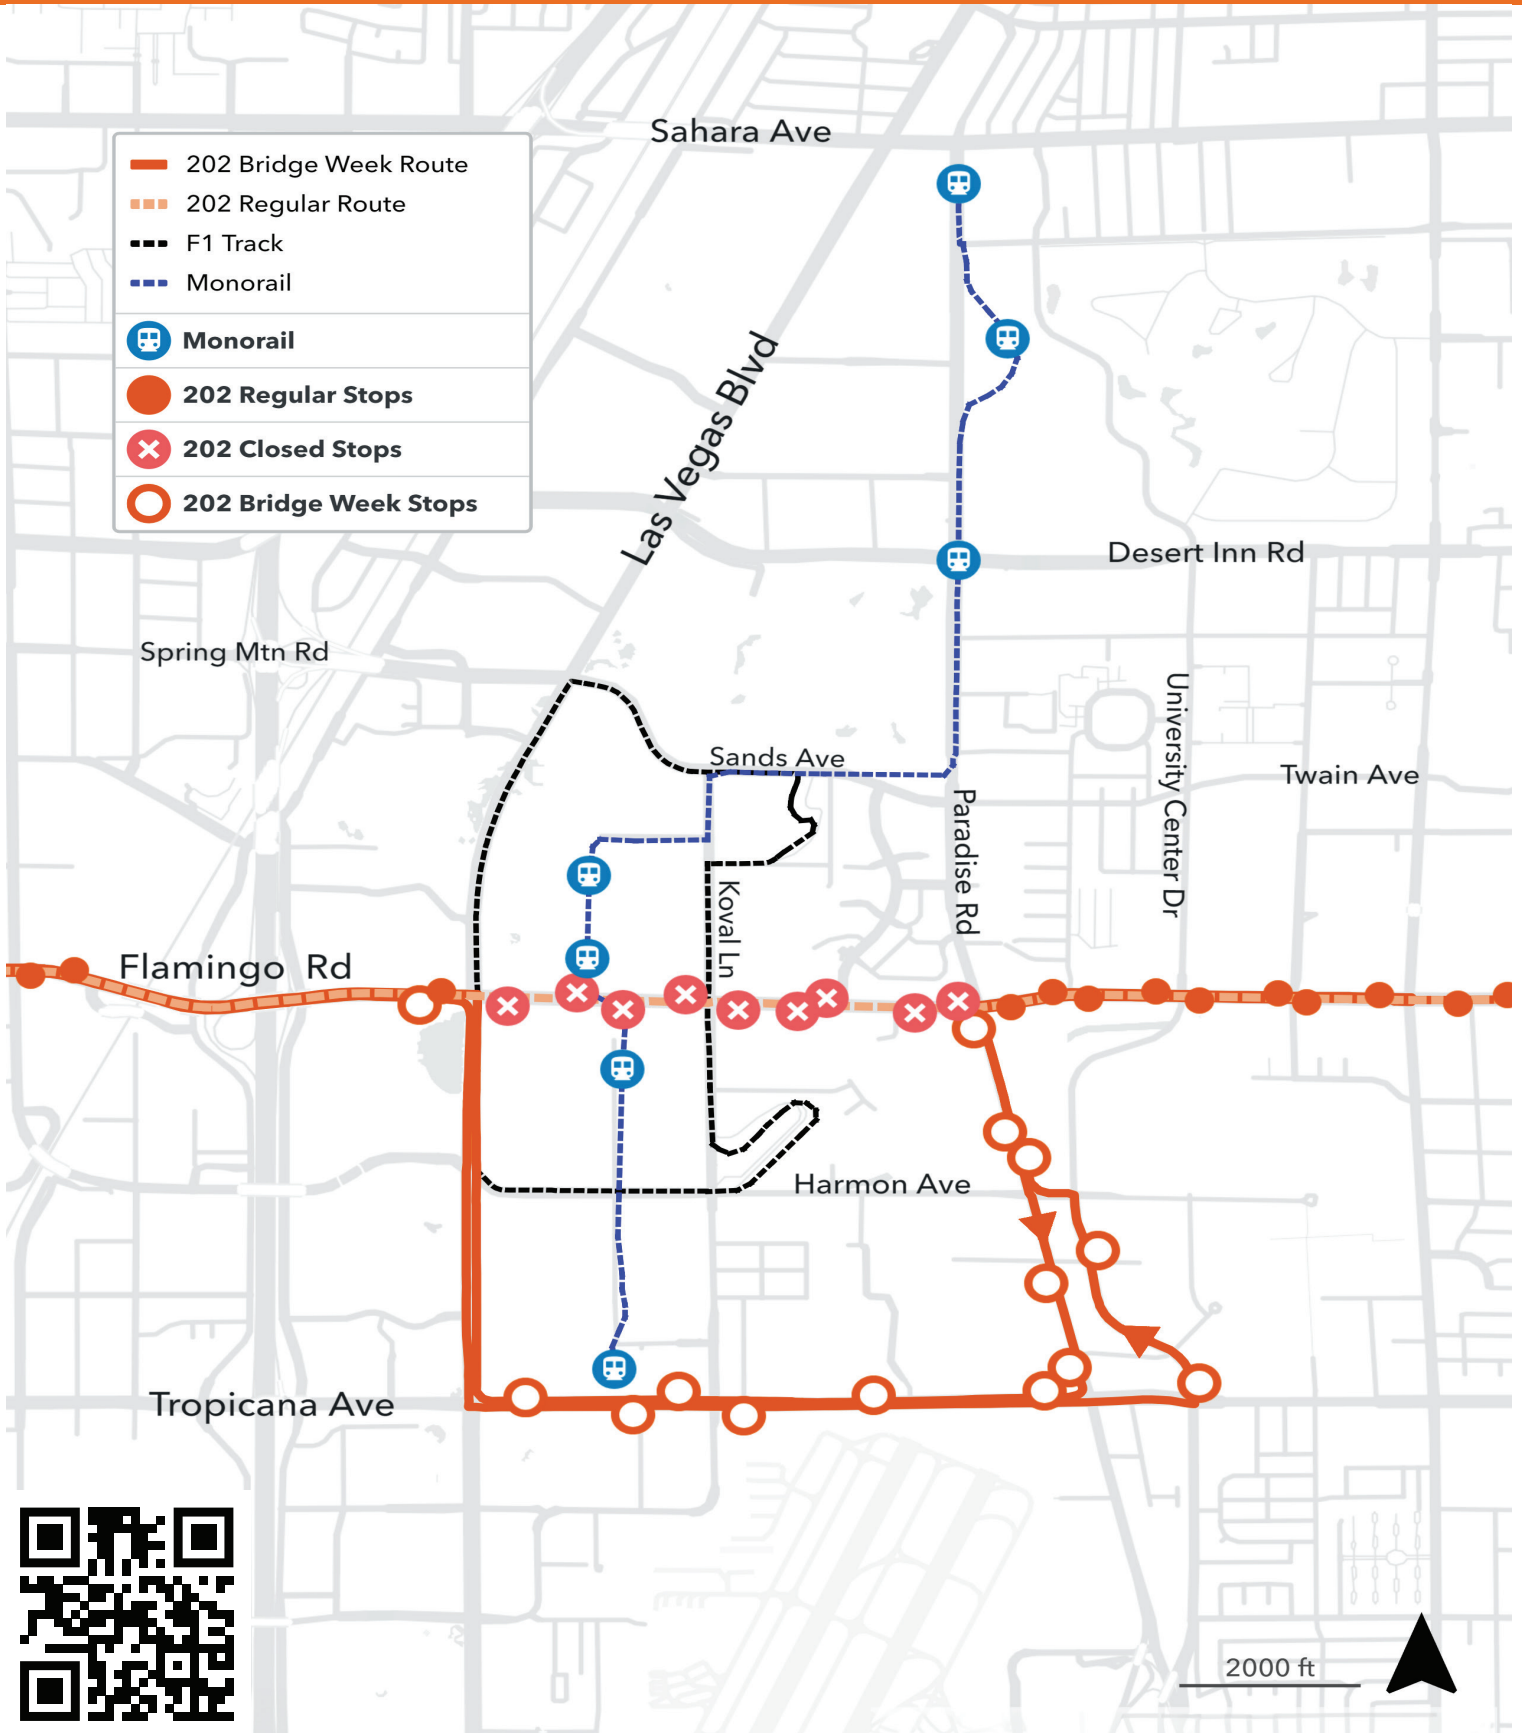 Sahara Ave
202 Bridge Week Route
202 Regular Route
F1 Track
Monorail
Monorail
202 Regular Stops
202 Closed Stops
202 Bridge Week Stops
Las Vegas Blvd
Desert Inn Rd
Spring Mtn Rd
University Center Dr
Sands Ave
Twain Ave
Paradise Rd
Koval Ln
Flamingo Rd
Harmon Ave
Tropicana Ave
2000 ft